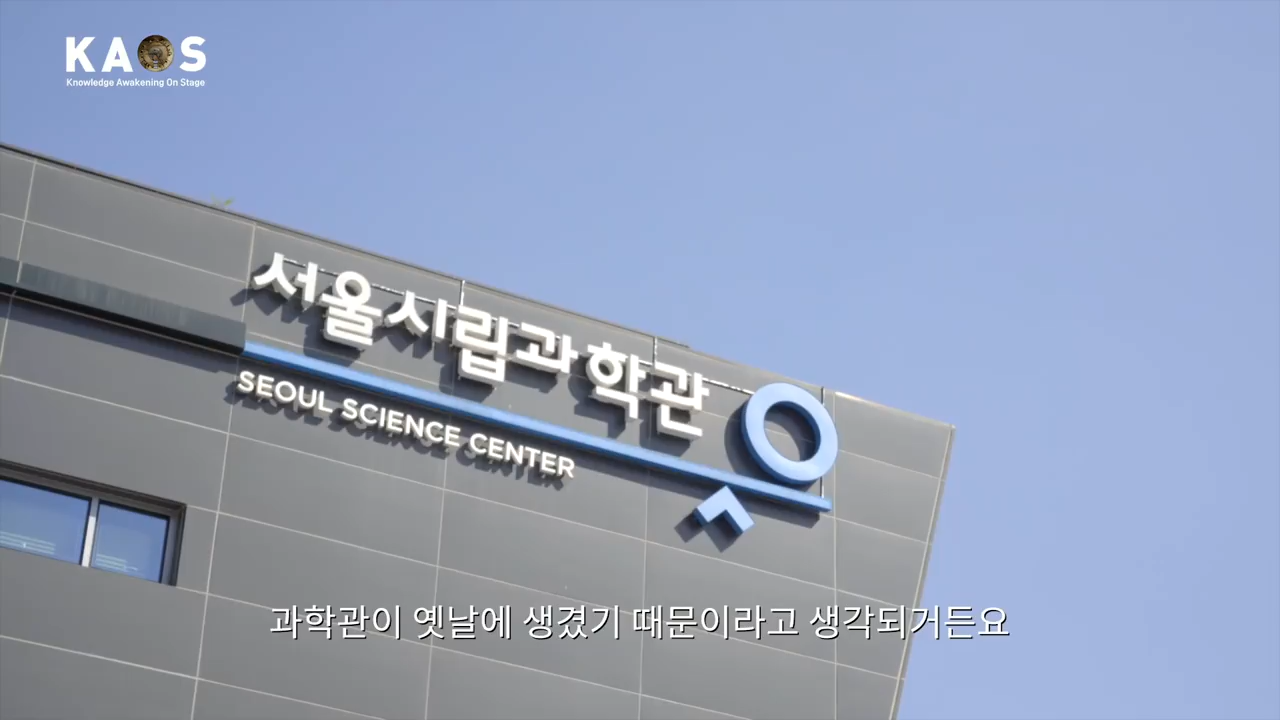 KAOS
Knowledge Awakening On Stage
서울시립과학관
SEOUL SCIENCE CENTER
과학관이 옛날에 생겼기 때문이라고 생각되거든요